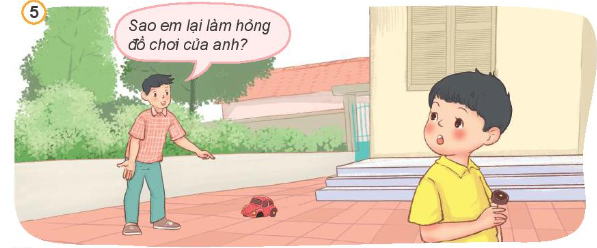 5
Sao em lại làm hỏng
đồ chơi của anh?